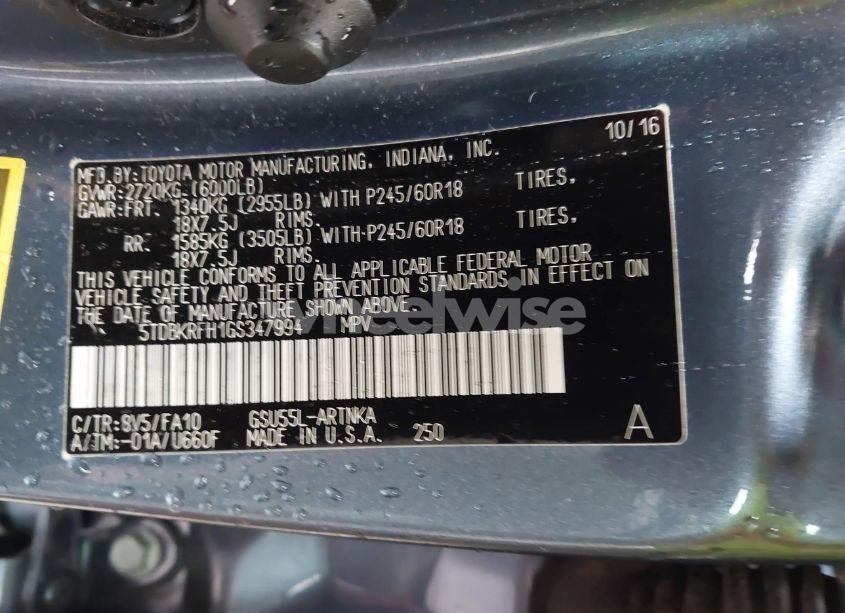 10/16
MFD. BY: TOYOTA MOTOR MANUFACTURING, INDIANA, INC.
GVWR: 2720KG (6000LB)
GAWR: FRT. 1340KG (2955LB) WITH P245/60R18 TIRES,
18X7.5J RIMS.
RR. 1585KG (3505LB) WITH P245/60R18 TIRES,
18X7.5J RIMS.
THIS VEHICLE CONFORMS TO ALL APPLICABLE FEDERAL MOTOR
VEHICLE SAFETY AND THEFT PREVENTION STANDARDS IN EFFECT ON
THE DATE OF MANUFACTURE SHOWN ABOVE.
5TDBKRFH1GS347994 MPV
C/TR: 8V5/FA10 GSU55L-ARTNKA
A/TM: -01A/U660F MADE IN U.S.A. 250
A
wheelwise